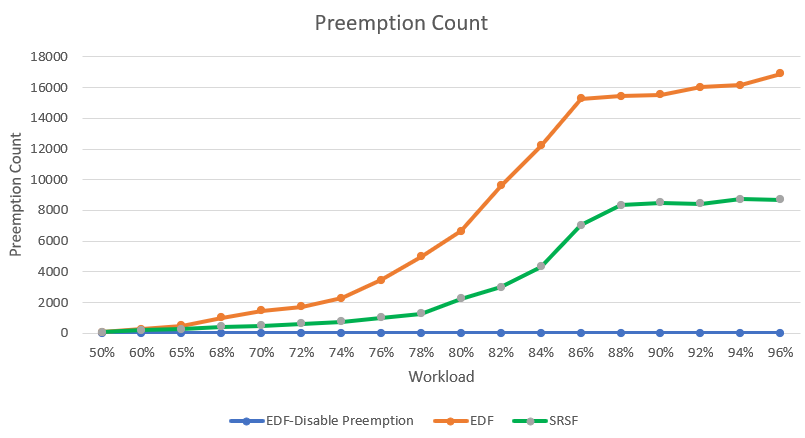 Preemption Count
18000
16000
14000
12000
10000
8000
6000
4000
2000
0
Preemption Count
50% 60% 65% 68% 70% 72% 74% 76% 78% 80% 82% 84% 86% 88% 90% 92% 94% 96%
Workload
EDF-Disable Preemption EDF SRSF